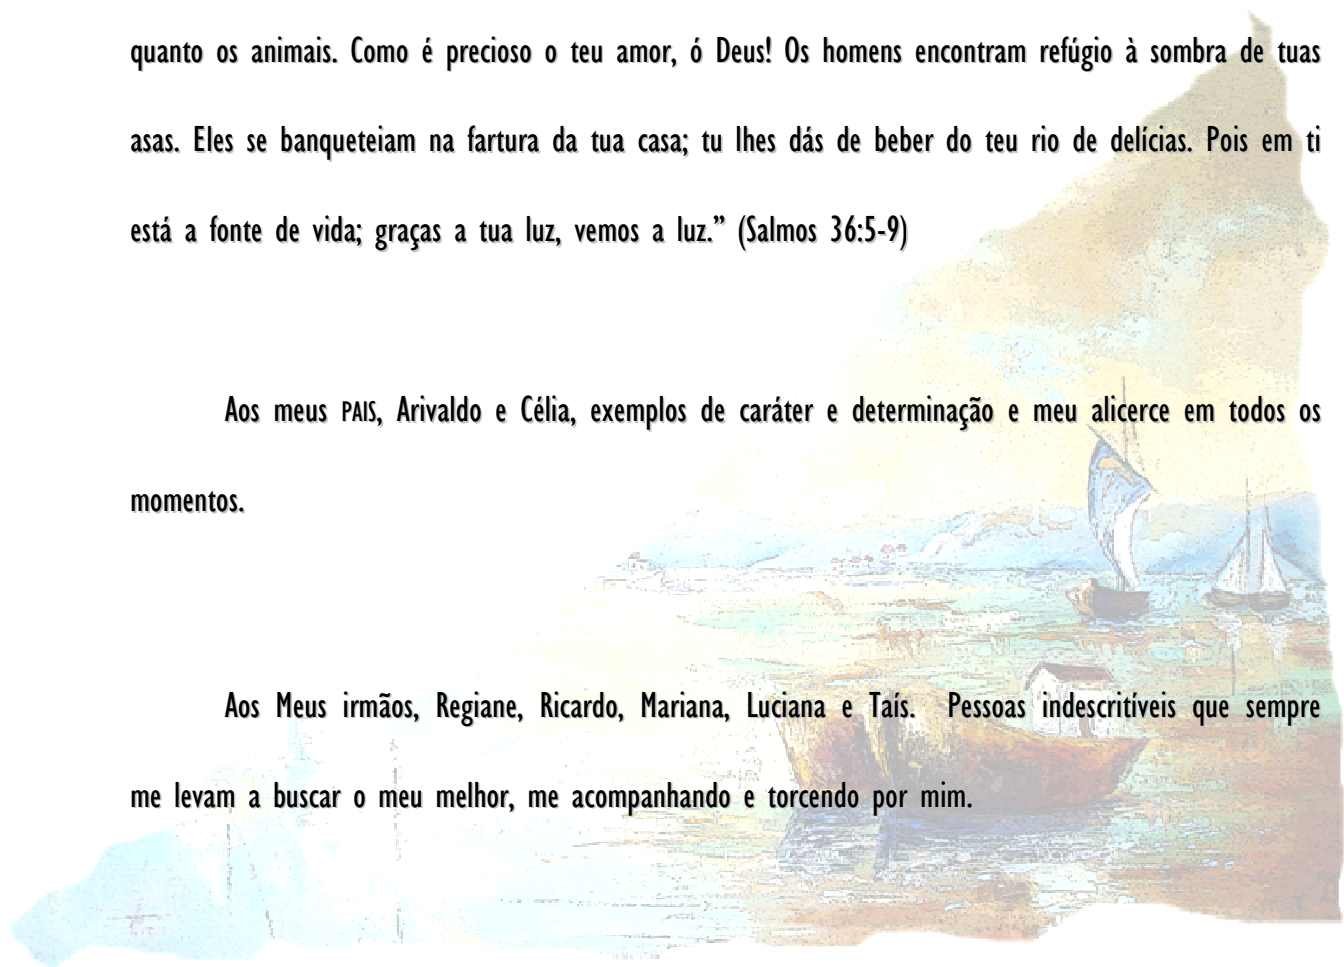 quanto os animais. Como é precioso o teu amor, ó Deus! Os homens encontram refúgio à sombra de tuas
asas. Eles se banqueteiam na fartura da tua casa; tu lhes dás de beber do teu rio de delícias. Pois em ti
está a fonte de vida; graças a tua luz, vemos a luz.” (Salmos 36:5-9)
Aos meus PAIS, Arivaldo e Célia, exemplos de caráter e determinação e meu alicerce em todos os
momentos.
Aos Meus irmãos, Regiane, Ricardo, Mariana, Luciana e Taís. Pessoas indescritíveis que sempre
me levam a buscar o meu melhor, me acompanhando e torcendo por mim.